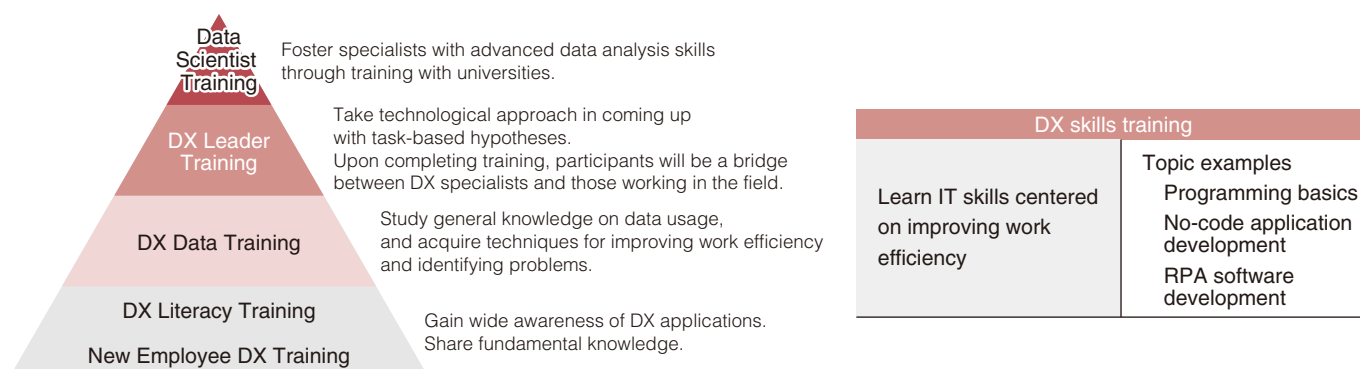 Data
Scientist
Training
Foster specialists with advanced data analysis skills
through training with universities.
DX Leader
Training
Take technological approach in coming up
with task-based hypotheses.
Upon completing training, participants will be a bridge
between DX specialists and those working in the field.
DX Data Training
Study general knowledge on data usage,
and acquire techniques for improving work efficiency
and identifying problems.
DX Literacy Training
New Employee DX Training
Gain wide awareness of DX applications.
Share fundamental knowledge.
DX skills training
Learn IT skills centered
on improving work
efficiency
Topic examples
Programming basics
No-code application
development
RPA software
development